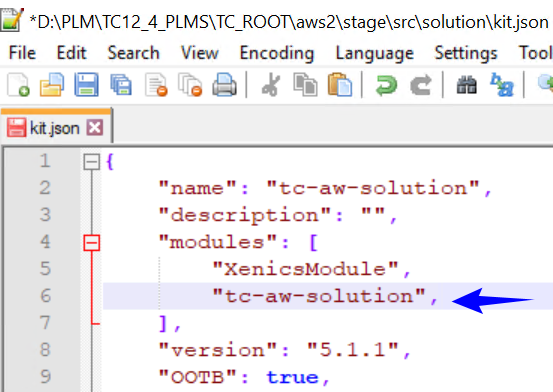 *D:\PLM\TC12_4_PLMS\TC_ROOT\aws2\stage\src\solution\kit.json
File Edit Search View Encoding Language Settings Tool
kit.json
1 {
2 "name": "tc-aw-solution",
3 "description": "",
4 "modules": [
5 "XenicsModule",
6 "tc-aw-solution",
7 ],
8 "version": "5.1.1",
9 "OOTB": true,